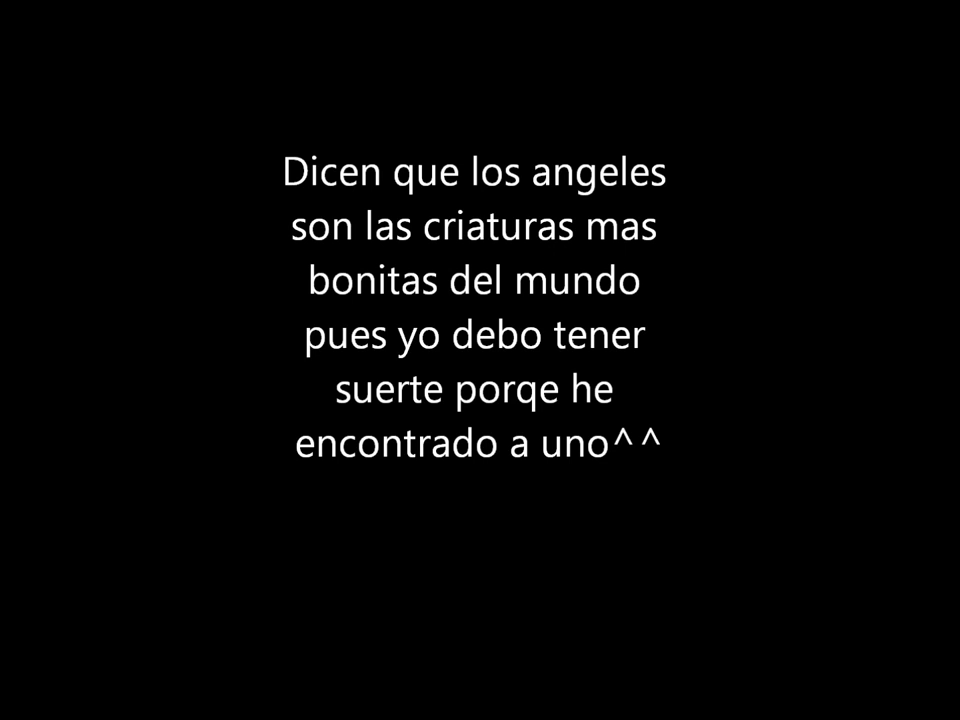 Dicen que los angeles
son las criaturas mas
bonitas del mundo
pues yo debo tener
suerte porqe he
encontrado a uno^^